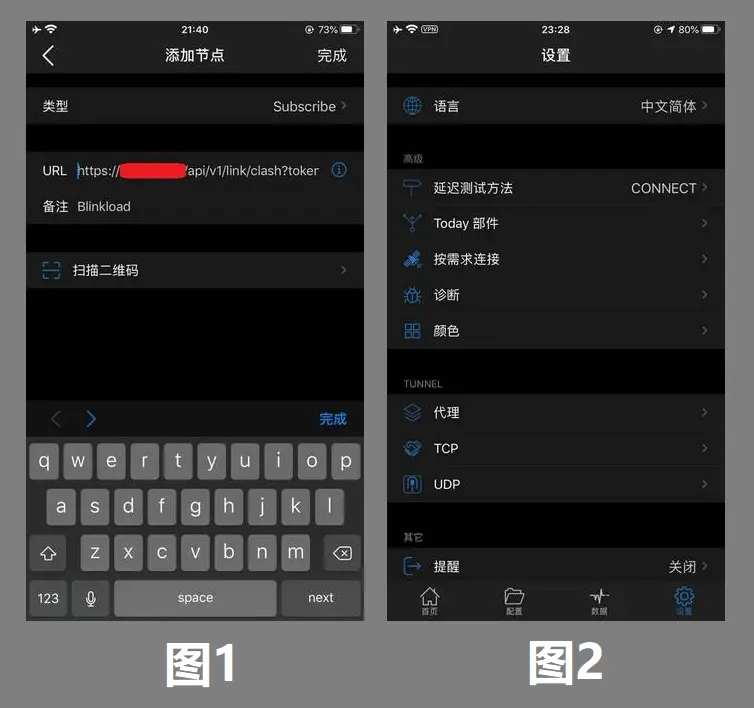 21:40
73%
添加节点
完成
类型
Subscribe
URL
https://
/api/v1/link/clash?token
备注
Blinkload
扫描二维码
完成
q w e r t y u i o p
a s d f g h j k l
z x c v b n m
123
space
next
图1
VPN
23:28
80%
设置
语言
中文简体
高级
延迟测试方法
CONNECT
Today 部件
按需求连接
诊断
颜色
TUNNEL
代理
TCP
UDP
其它
提醒
关闭
首页
配置
数据
设置
图2